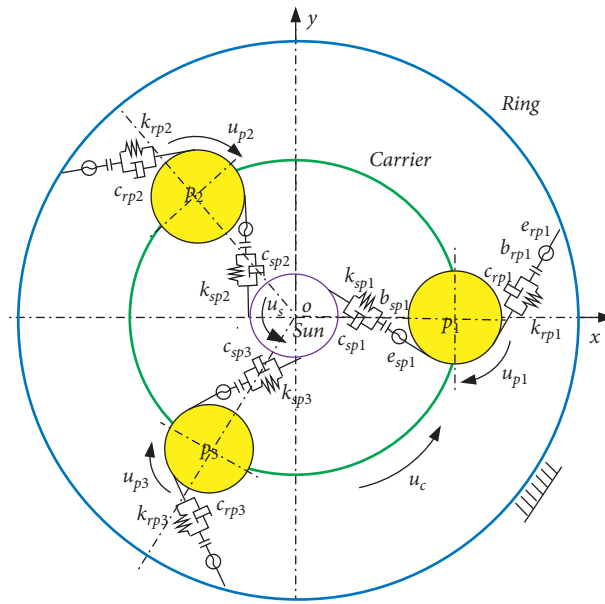 y
Ring
k_rp2
u_p2
Carrier
c_rp2
p_2
e_rp1
b_rp1
c_rp1
c_sp2
k_sp2
k_sp1
b_sp1
u_s
o
Sun
p_1
k_rp1
x
c_sp1
e_sp1
c_sp3
k_sp3
u_p1
p_3
u_p3
u_c
c_rp3
k_rp3